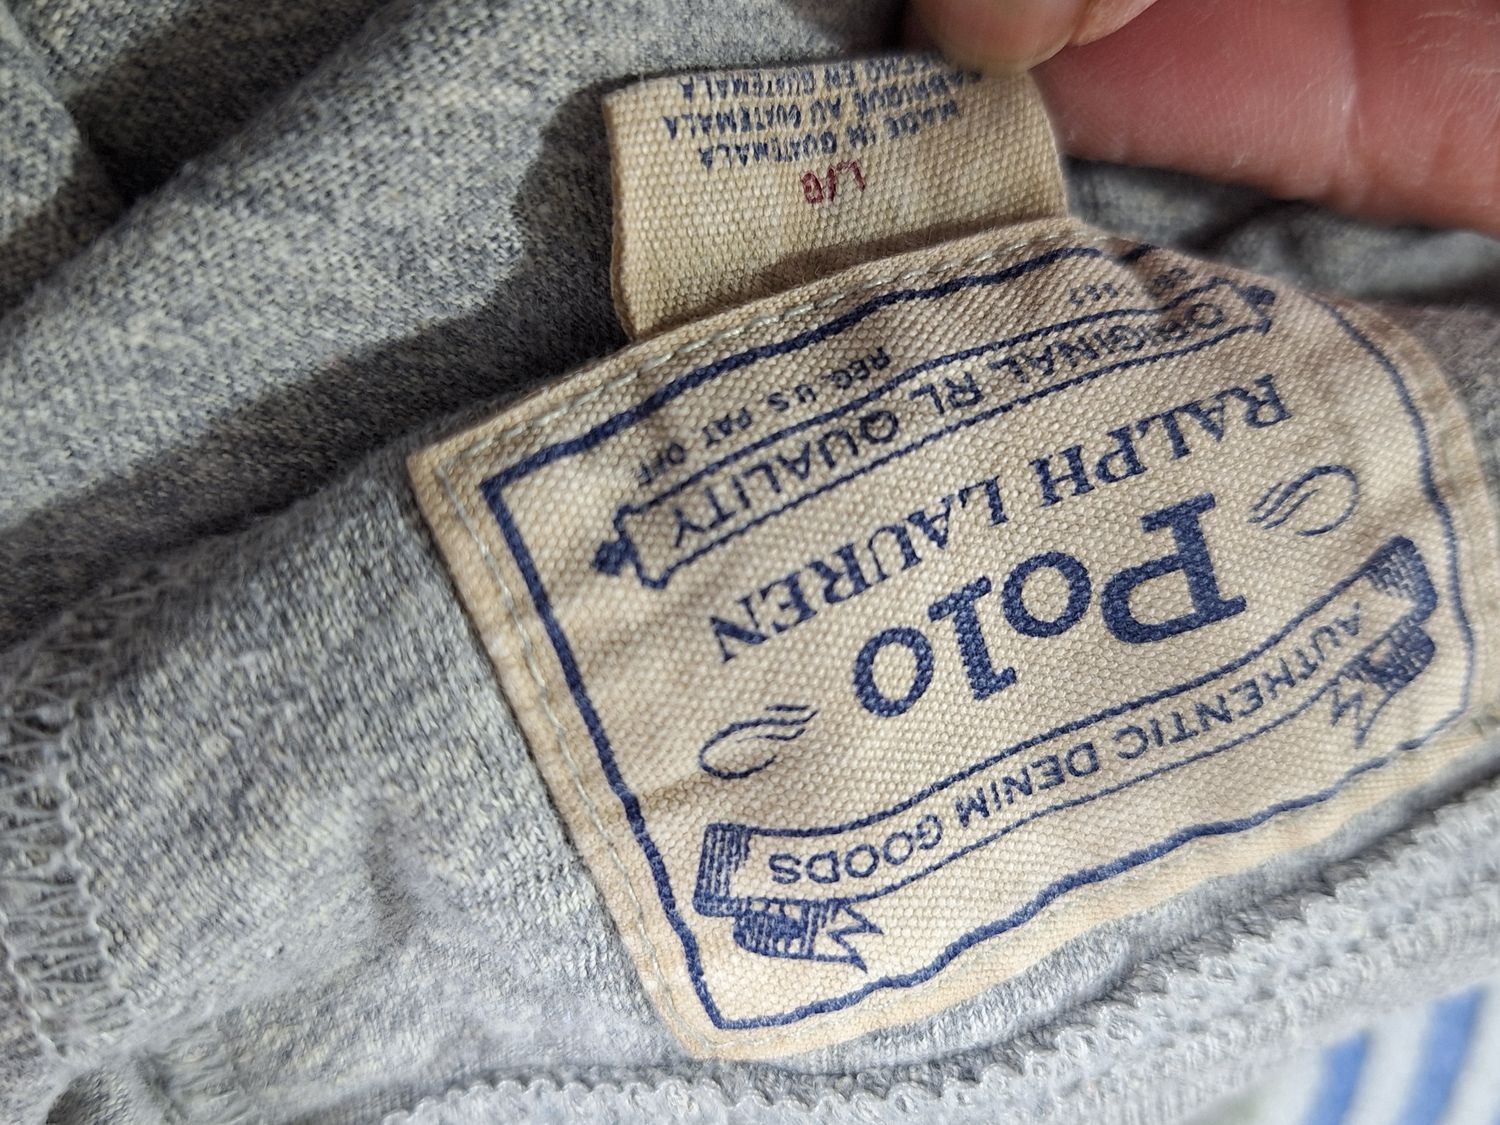 AUTHENTIC DENIM GOODS
Polo
RALPH LAUREN
ORIGINAL RL QUALITY
REG US PAT OFF
L/G
MADE IN GUATEMALA
FABRIQUE AU GUATEMALA
EN GUATEMALA